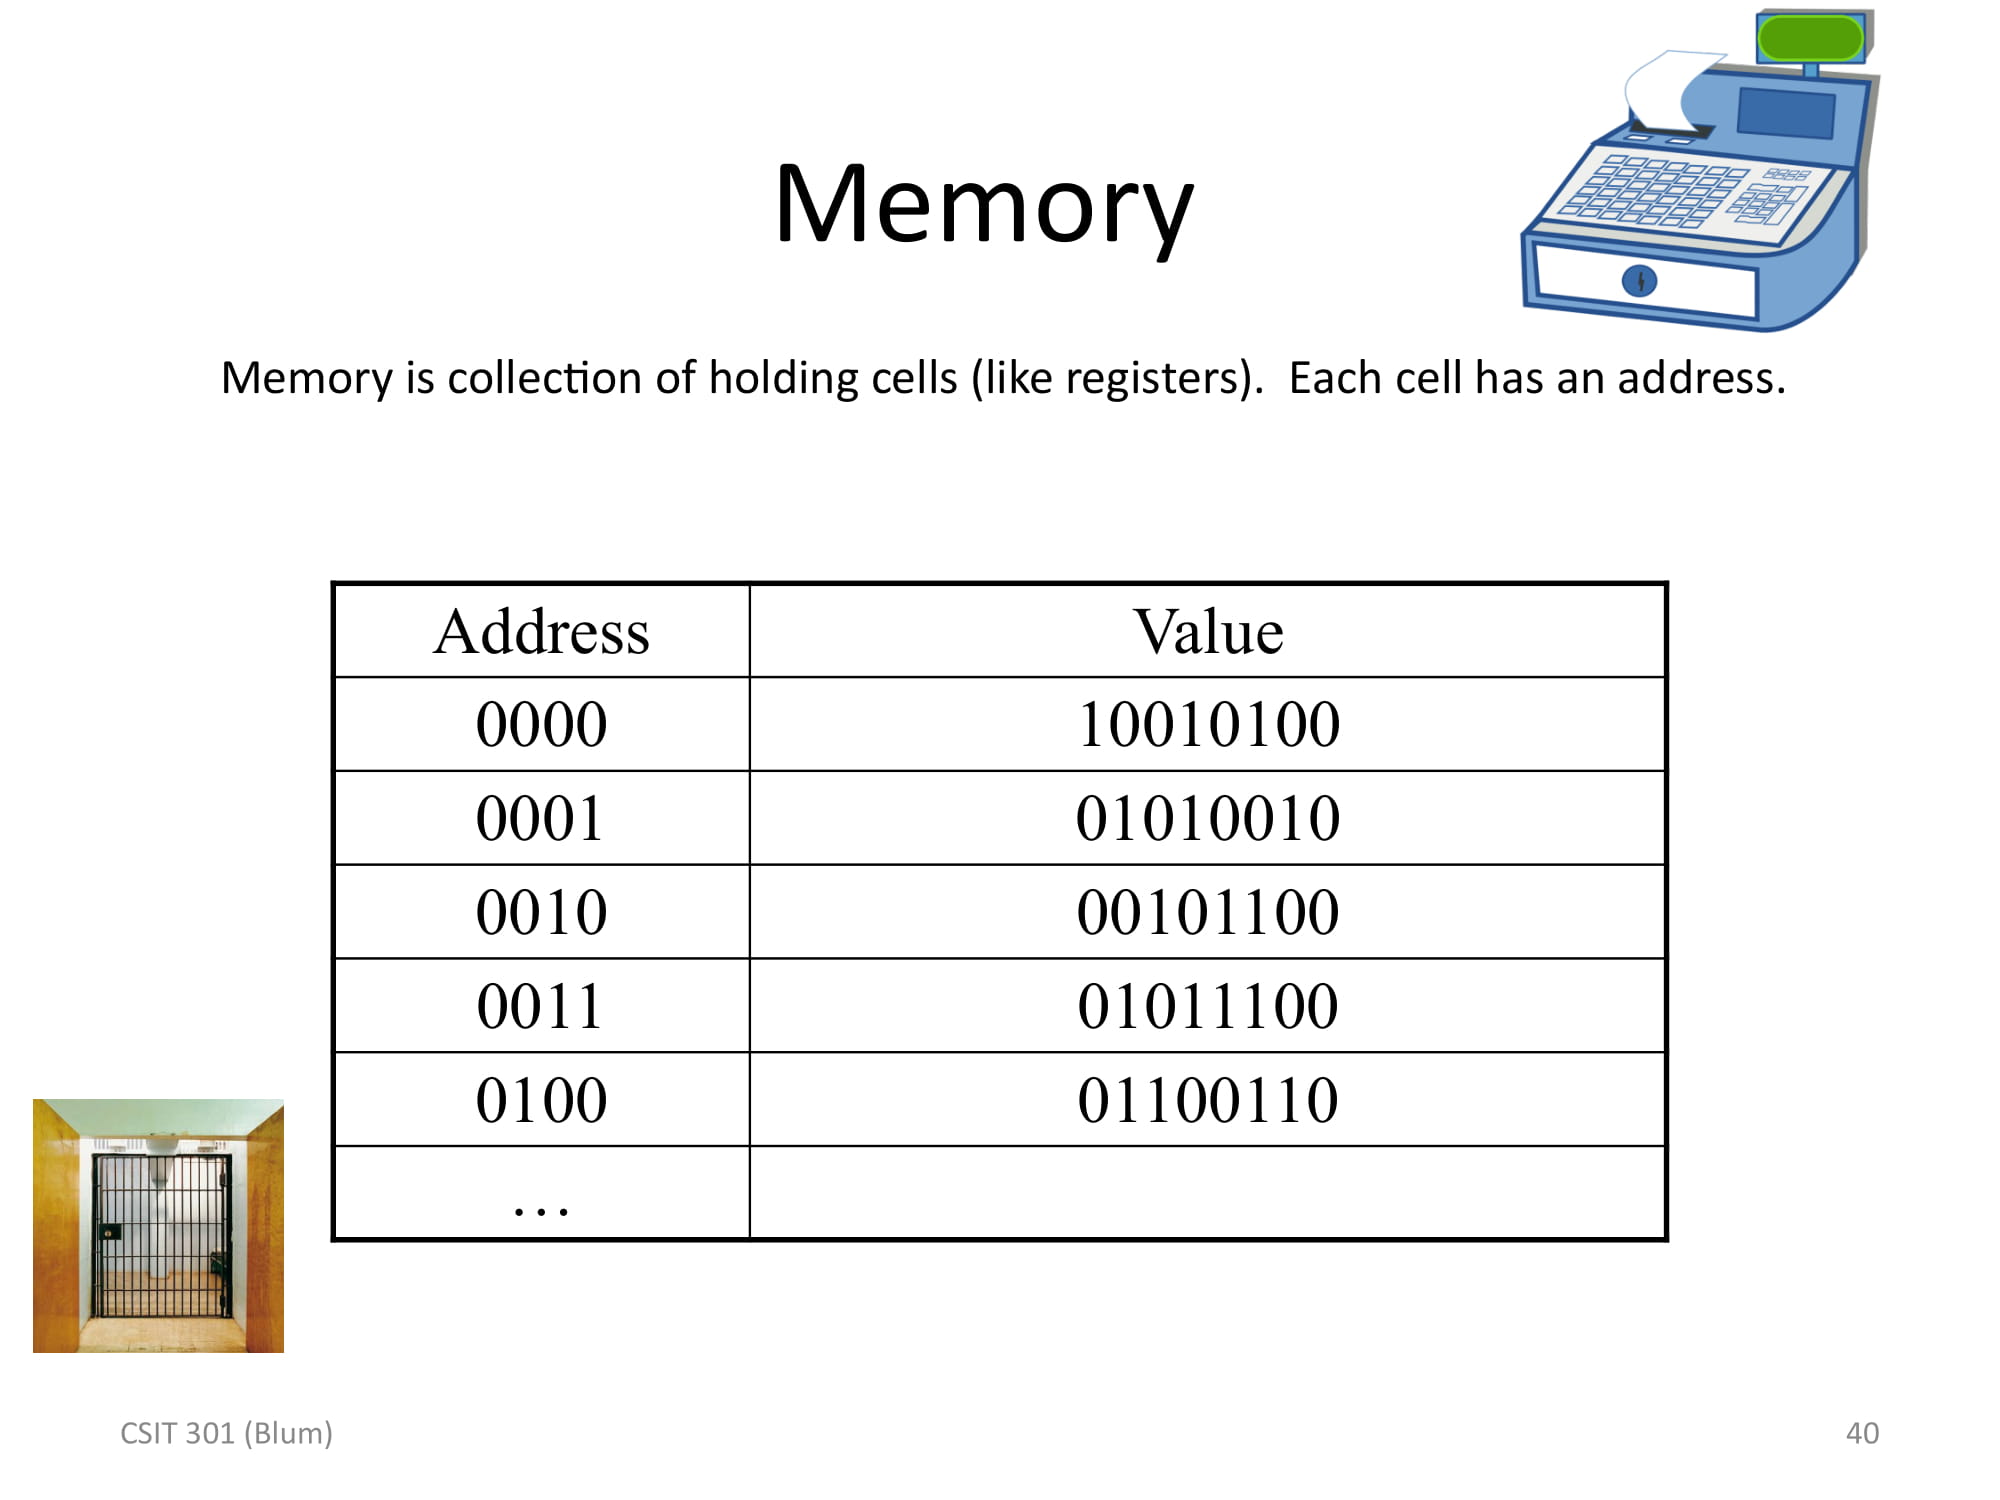 Memory
Memory is collection of holding cells (like registers).  Each cell has an address.
Address Value
0000 10010100
0001 01010010
0010 00101100
0011 01011100
0100 01100110
…
CSIT 301 (Blum) 40